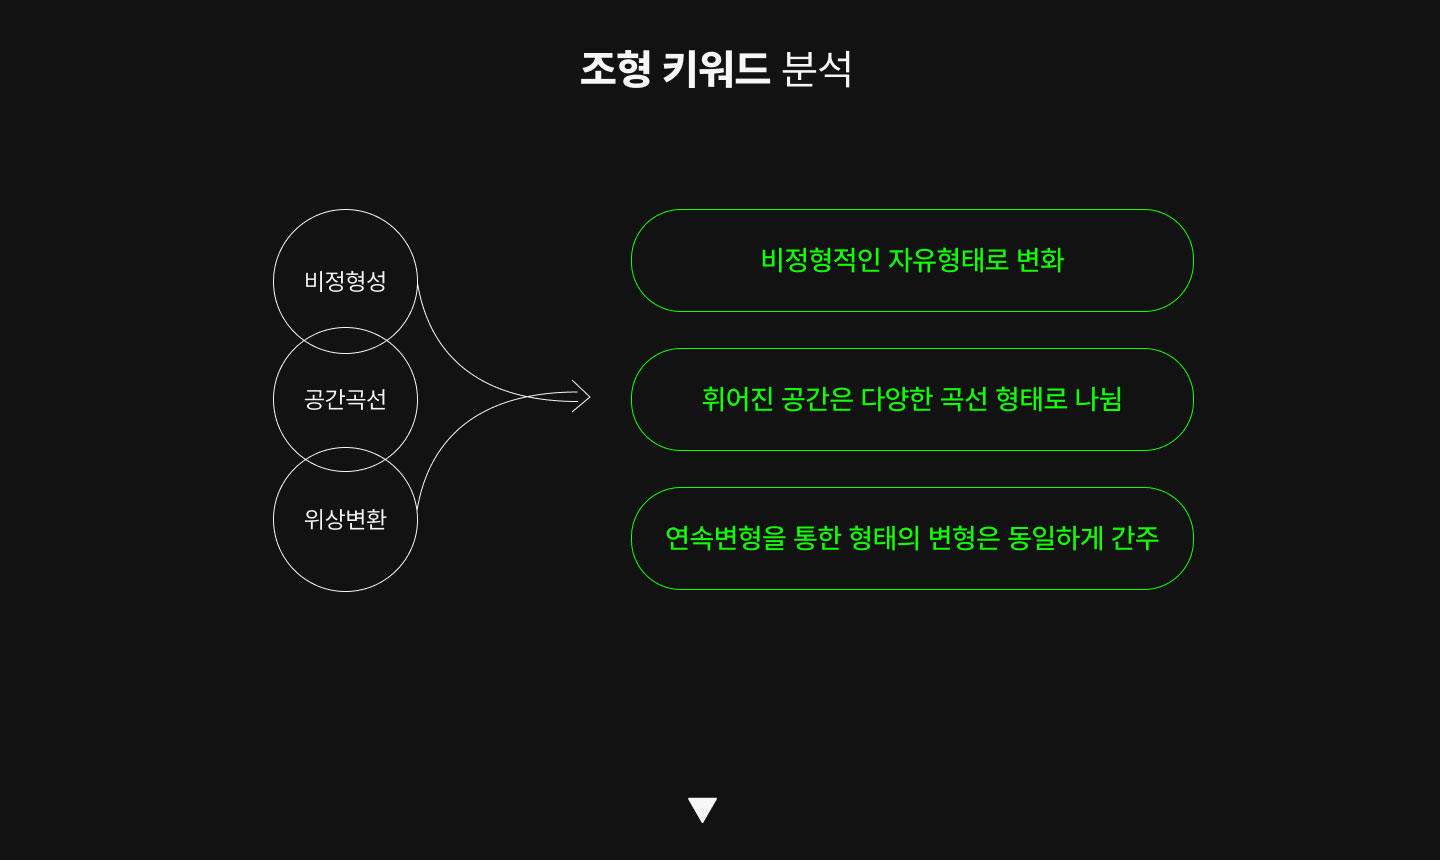 조형 키워드 분석
비정형성
공간곡선
위상변환
비정형적인 자유형태로 변화
휘어진 공간은 다양한 곡선 형태로 나뉨
연속변형을 통한 형태의 변형은 동일하게 간주